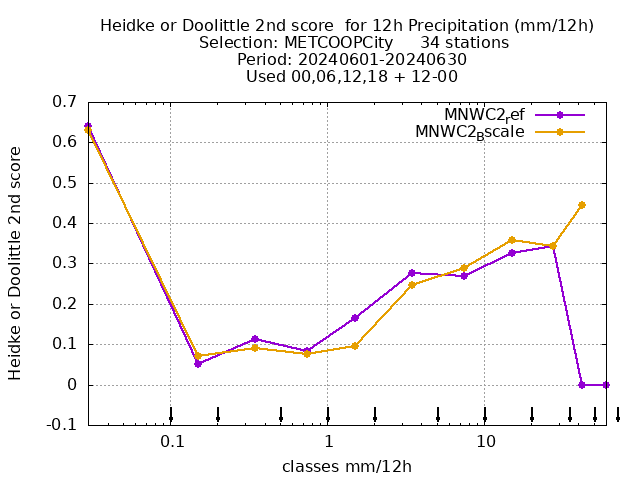 Heidke or Doolittle 2nd score  for 12h Precipitation (mm/12h)
Selection: METCOOPCity     34 stations
Period: 20240601-20240630
Used 00,06,12,18 + 12-00
MNWC2ref
MNWC2Bscale
0.7
0.6
0.5
0.4
0.3
0.2
0.1
0
-0.1
Heidke or Doolittle 2nd score
0.1 1 10
classes mm/12h